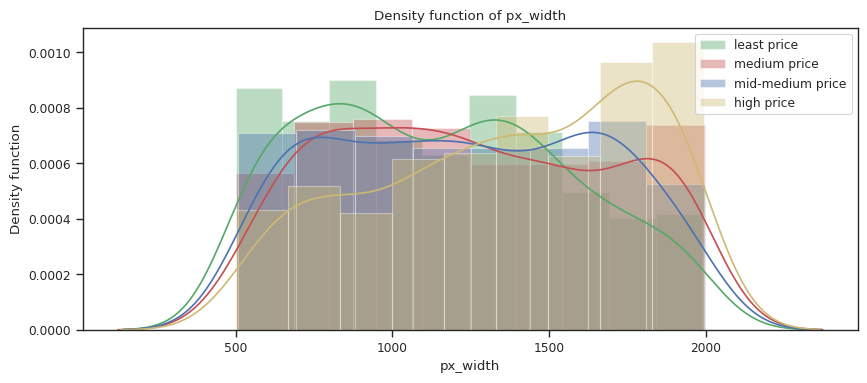 Density function of px_width
Density function
0.0010
0.0008
0.0006
0.0004
0.0002
0.0000
500
1000
1500
2000
px_width
least price
medium price
mid-medium price
high price